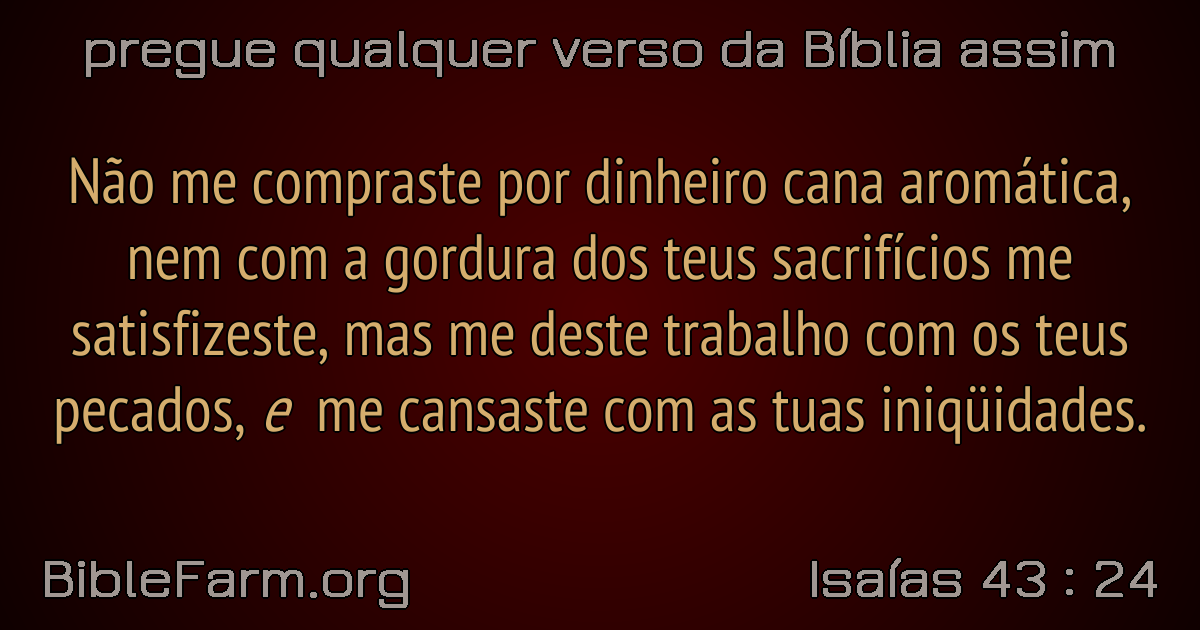 pregue qualquer verso da Bíblia assim
Não me compraste por dinheiro cana aromática,
nem com a gordura dos teus sacrifícios me
satisfizeste, mas me deste trabalho com os teus
pecados, e me cansaste com as tuas iniqüidades.
BibleFarm.org
Isaías 43 : 24